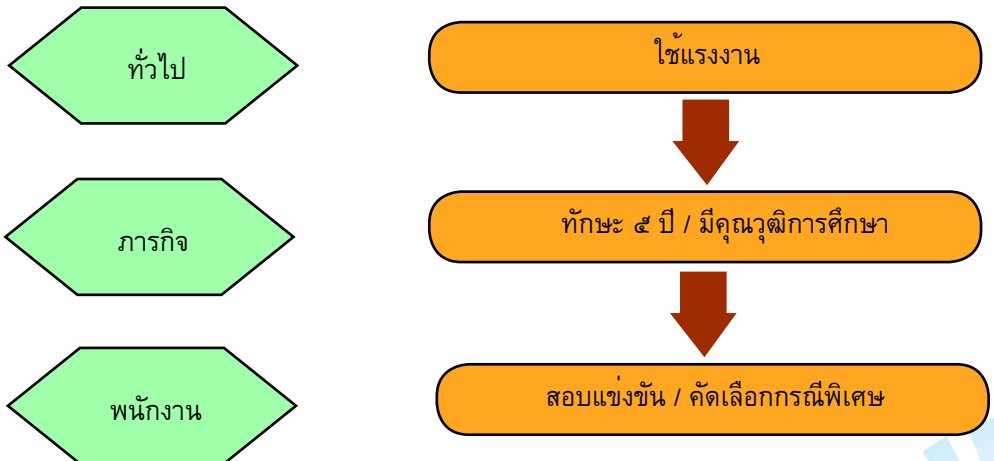 ทั่วไป
ใช้แรงงาน
ภารกิจ
ทักษะ ๕ ปี / มีคุณวุฒิการศึกษา
พนักงาน
สอบแข่งขัน / คัดเลือกกรณีพิเศษ